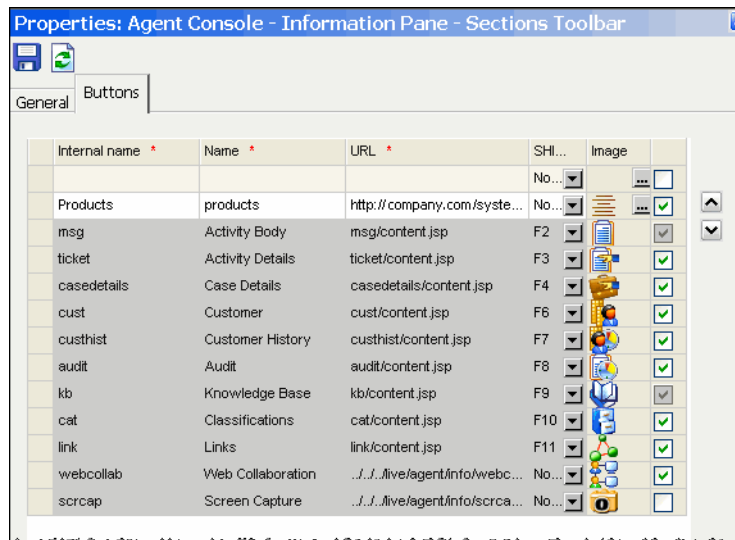 Properties: Agent Console - Information Pane - Sections Toolbar
General Buttons
Internal name * Name * URL * SHI... Image
No... ...
Products products http://company.com/syste... No... ...
msg Activity Body msg/content.jsp F2
ticket Activity Details ticket/content.jsp F3
casedetails Case Details casedetails/content.jsp F4
cust Customer cust/content.jsp F6
custhist Customer History custhist/content.jsp F7
audit Audit audit/content.jsp F8
kb Knowledge Base kb/content.jsp F9
cat Classifications cat/content.jsp F10
link Links link/content.jsp F11
webcollab Web Collaboration ../../../live/agent/info/webc... No...
scrcap Screen Capture ../../../live/agent/info/scrca... No...